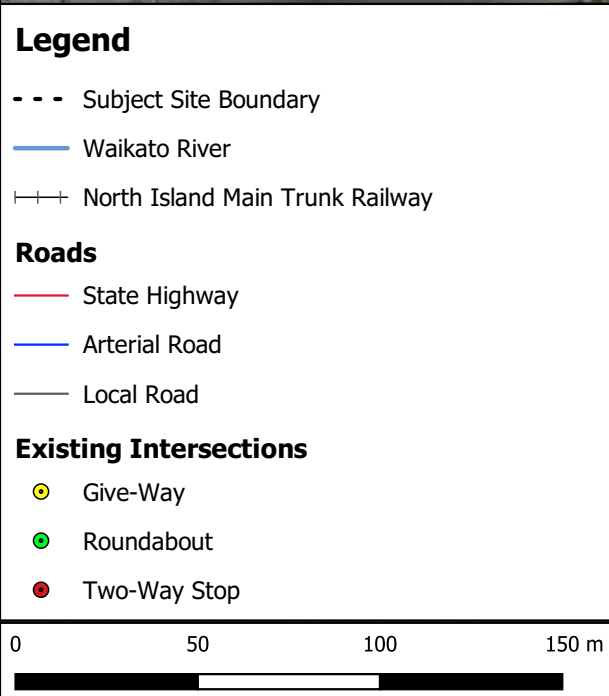 Legend
Subject Site Boundary
Waikato River
North Island Main Trunk Railway
Roads
State Highway
Arterial Road
Local Road
Existing Intersections
Give-Way
Roundabout
Two-Way Stop
0 50 100 150 m